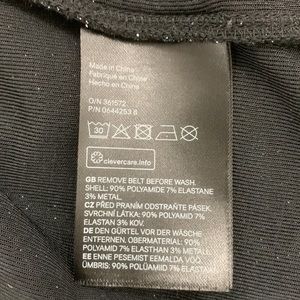 Made in China
Fabriqué en Chine
Hecho en China
O/N 361572
P/N 0644253 8
30
clevercare.info
GB REMOVE BELT BEFORE WASH.
SHELL: 90% POLYAMIDE 7% ELASTANE
3% METAL.
CZ PŘED PRANÍM ODSTRAŇTE PÁSEK.
SVRCHNÍ LÁTKA: 90% POLYAMID 7%
ELASTAN 3% KOV.
DE DEN GÜRTEL VOR DER WÄSCHE
ENTFERNEN. OBERMATERIAL: 90%
POLYAMID 7% ELASTHAN 3% METALL.
EE ENNE PESEMIST EEMALDA VÖÖ
ÜMBRIS: 90% POLÜAMIID 7% ELASTAAN